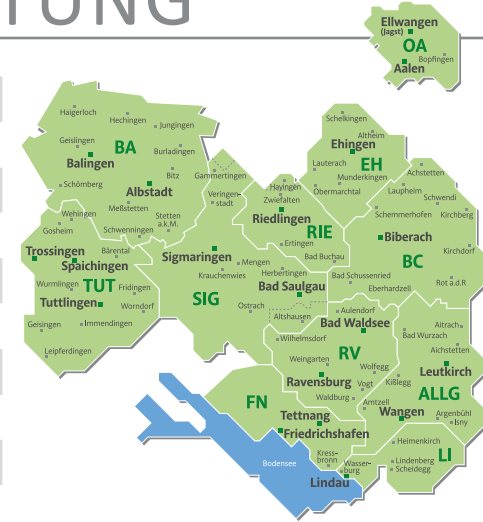 TUNG
Ellwangen
(Jagst)
OA
Bopfingen
Aalen
Haigerloch
Hechingen
Jungingen
Geislingen
BA
Burladingen
Balingen
Bitz
Gammertingen
Schömberg
Albstadt
Veringen-
stadt
Meßstetten
Wehingen
Stetten
a.k.M.
Gosheim
Schwenningen
Schelkingen
Altheim
Ehingen
EH
Lauterach
Munderkingen
Obermarchtal
Achstetten
Laupheim
Schwendi
Schemmerhofen
Kirchberg
Hayingen
Zwiefalten
Riedlingen
RIE
Ertingen
Bad Buchau
Biberach
BC
Kirchdorf
Trossingen
Bärental
Spaichingen
Wurmlingen
TUT
Fridingen
Tuttlingen
Worndorf
Geisingen
Immendingen
Leipferdingen
Sigmaringen
Mengen
Krauchenwies
SIG
Ostrach
Herbertingen
Bad Saulgau
Bad Schussenried
Eberhardzell
Rot a.d.R
Altshausen
Aulendorf
Bad Waldsee
Wilhelmsdorf
RV
Weingarten
Wolfegg
Ravensburg
Vogt
Waldburg
Aitrach
Bad Wurzach
Aichstetten
Leutkirch
Kißlegg
ALLG
Amtzell
Wangen
Argenbühl
Isny
FN
Tettnang
Friedrichshafen
Kress-
bronn
Wasser-
burg
Bodensee
Lindau
Heimenkirch
LI
Lindenberg
Scheidegg